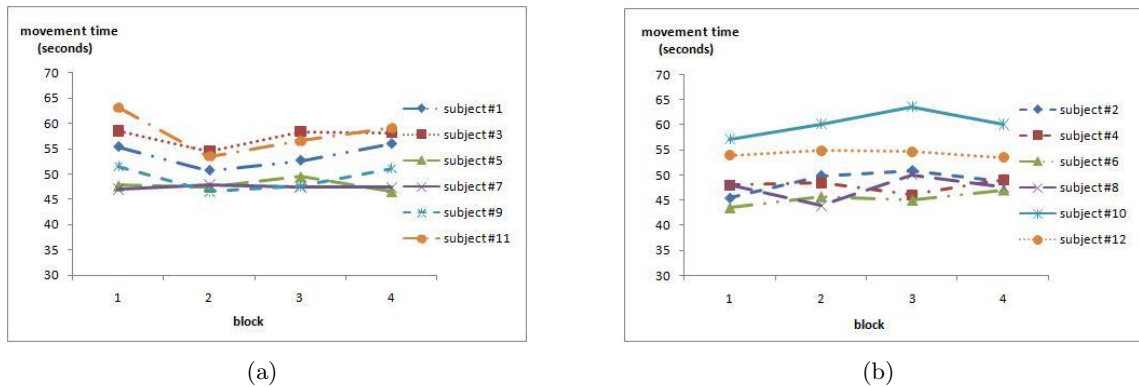 movement time
(seconds)
70
65
60
55
50
45
40
35
30
1 2 3 4
block
subject#1
subject#3
subject#5
subject#7
subject#9
subject#11
(a)
movement time
(seconds)
70
65
60
55
50
45
40
35
30
1 2 3 4
block
subject#2
subject#4
subject#6
subject#8
subject#10
subject#12
(b)